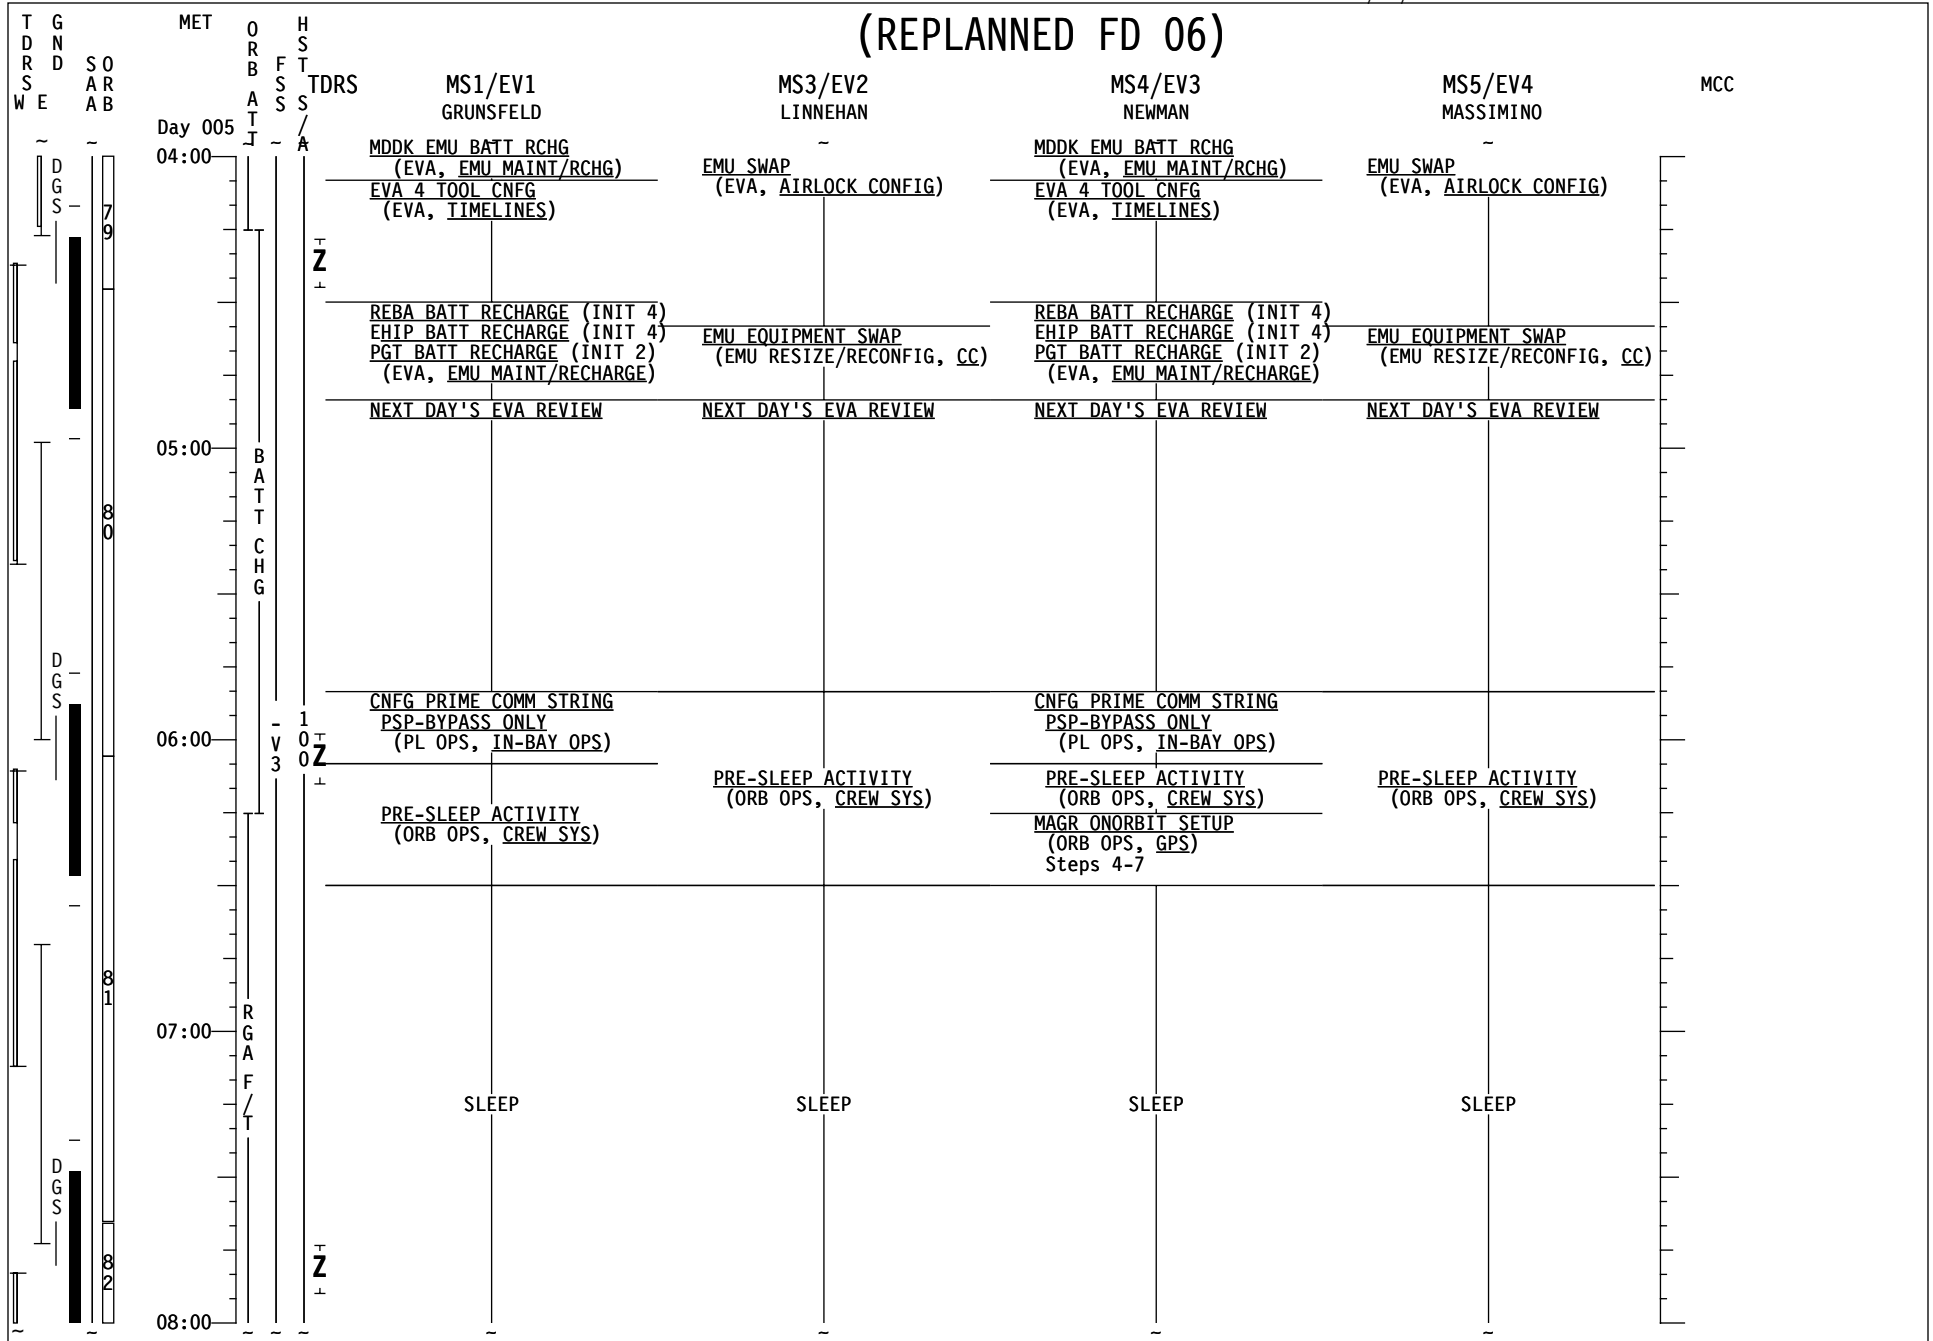 (REPLANNED FD 06)
TDRS
W E
GND
SAA
ORB
MET
ORB ATT
FSS
HST S/A
TDRS
MS1/EV1
GRUNSFELD
MS3/EV2
LINNEHAN
MS4/EV3
NEWMAN
MS5/EV4
MASSIMINO
MCC
Day 005
04:00
DGS
79
Z
MDDK EMU BATT RCHG
(EVA, EMU MAINT/RCHG)
EVA 4 TOOL CNFG
(EVA, TIMELINES)
EMU SWAP
(EVA, AIRLOCK CONFIG)
MDDK EMU BATT RCHG
(EVA, EMU MAINT/RCHG)
EVA 4 TOOL CNFG
(EVA, TIMELINES)
EMU SWAP
(EVA, AIRLOCK CONFIG)
REBA BATT RECHARGE (INIT 4)
EHIP BATT RECHARGE (INIT 4)
PGT BATT RECHARGE (INIT 2)
(EVA, EMU MAINT/RECHARGE)
EMU EQUIPMENT SWAP
(EMU RESIZE/RECONFIG, CC)
REBA BATT RECHARGE (INIT 4)
EHIP BATT RECHARGE (INIT 4)
PGT BATT RECHARGE (INIT 2)
(EVA, EMU MAINT/RECHARGE)
EMU EQUIPMENT SWAP
(EMU RESIZE/RECONFIG, CC)
NEXT DAY'S EVA REVIEW
NEXT DAY'S EVA REVIEW
NEXT DAY'S EVA REVIEW
NEXT DAY'S EVA REVIEW
05:00
80
BATT CHG
DGS
-V3
100
Z
CNFG PRIME COMM STRING
PSP-BYPASS ONLY
(PL OPS, IN-BAY OPS)
CNFG PRIME COMM STRING
PSP-BYPASS ONLY
(PL OPS, IN-BAY OPS)
06:00
PRE-SLEEP ACTIVITY
(ORB OPS, CREW SYS)
PRE-SLEEP ACTIVITY
(ORB OPS, CREW SYS)
PRE-SLEEP ACTIVITY
(ORB OPS, CREW SYS)
MAGR ONORBIT SETUP
(ORB OPS, GPS)
Steps 4-7
PRE-SLEEP ACTIVITY
(ORB OPS, CREW SYS)
81
07:00
RGA F/T
SLEEP
SLEEP
SLEEP
SLEEP
DGS
82
Z
08:00